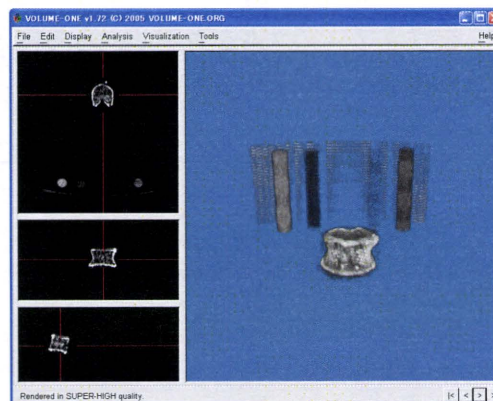 VOLUME-ONE v1.72 (C) 2005 VOLUME-ONE.ORG
File Edit Display Analysis Visualization Tools Help
Rendered in SUPER-HIGH quality. |< < > >